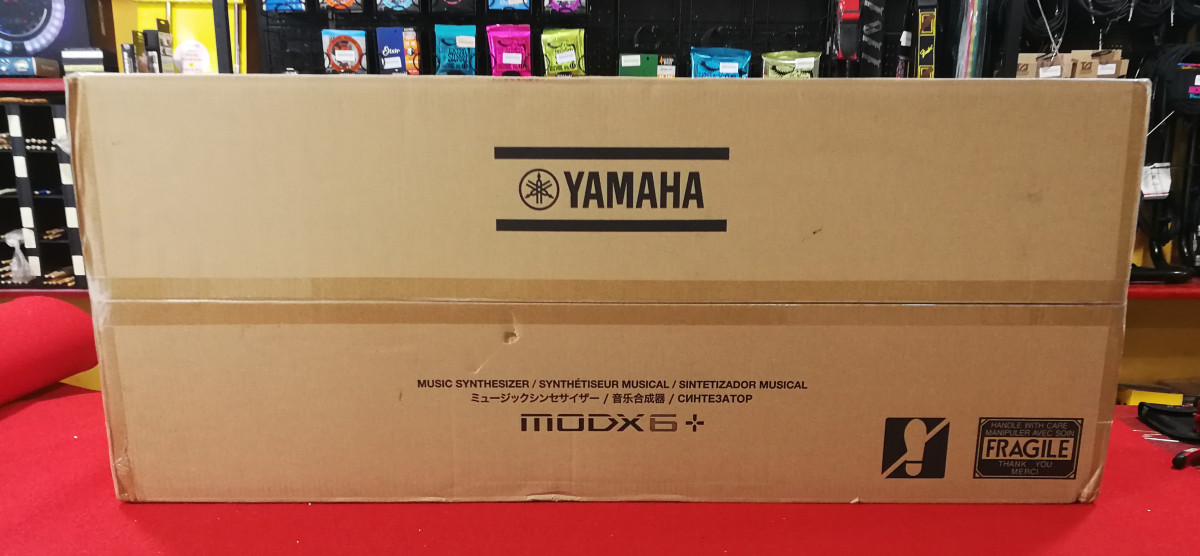 elixir
YAMAHA
MUSIC SYNTHESIZER / SYNTHÉTISEUR MUSICAL / SINTETIZADOR MUSICAL
ミュージックシンセサイザー / 音乐合成器 / СИНТЕЗАТОР
MODX6+
HANDLE WITH CARE
MANIPULER AVEC SOIN
FRAGILE
THANK YOU
MERCI